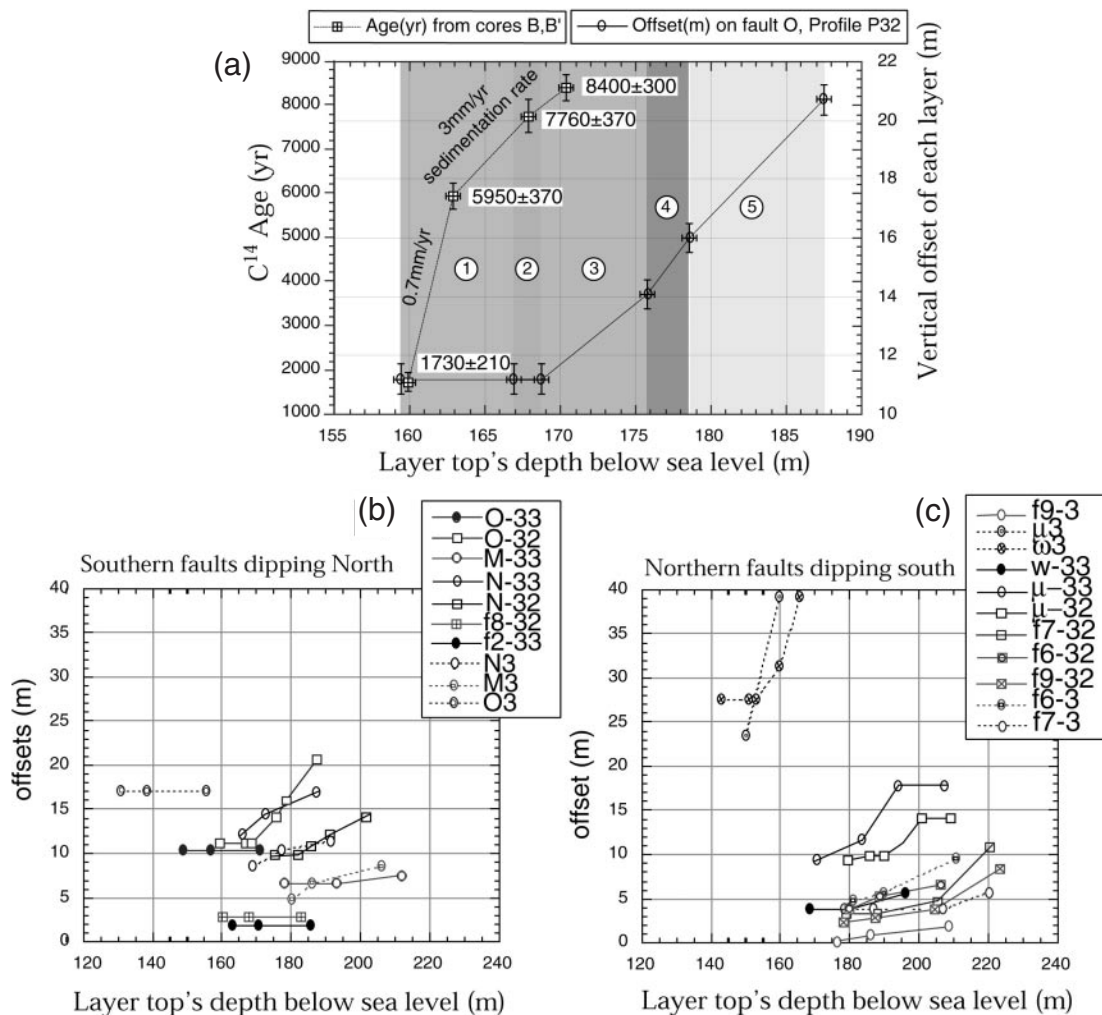 Age(yr) from cores B,B'
Offset(m) on fault O, Profile P32
(a)
9000
8000
7000
6000
5000
4000
3000
2000
1000
C¹⁴ Age (yr)
22
20
18
16
14
12
10
Vertical offset of each layer (m)
3mm/yr
sedimentation rate
0.7mm/yr
8400±300
7760±370
5950±370
1730±210
1
2
3
4
5
155 160 165 170 175 180 185 190
Layer top's depth below sea level (m)
(b)
O-33
O-32
M-33
N-33
N-32
f8-32
f2-33
N3
M3
O3
Southern faults dipping North
40
35
30
25
20
15
10
5
0
offsets (m)
120 140 160 180 200 220 240
Layer top's depth below sea level (m)
(c)
f9-3
µ3
ω3
w-33
µ–33
µ-32
f7-32
f6-32
f9-32
f6-3
f7-3
Northern faults dipping south
40
35
30
25
20
15
10
5
0
offset (m)
120 140 160 180 200 220 240
Layer top's depth below sea level (m)